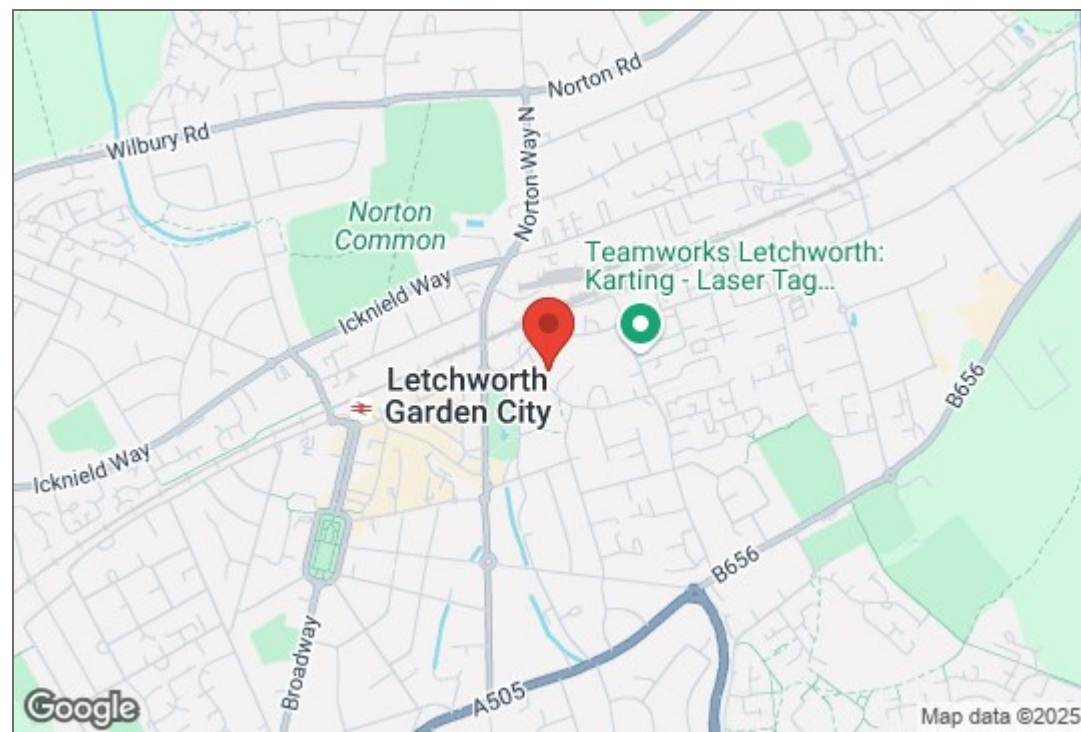 Norton Rd
Wilbury Rd
Norton Way N
Norton
Common
Teamworks Letchworth:
Karting - Laser Tag...
Icknield Way
Letchworth
Garden City
B656
Icknield Way
B656
Broadway
A505
Google
Map data ©2025